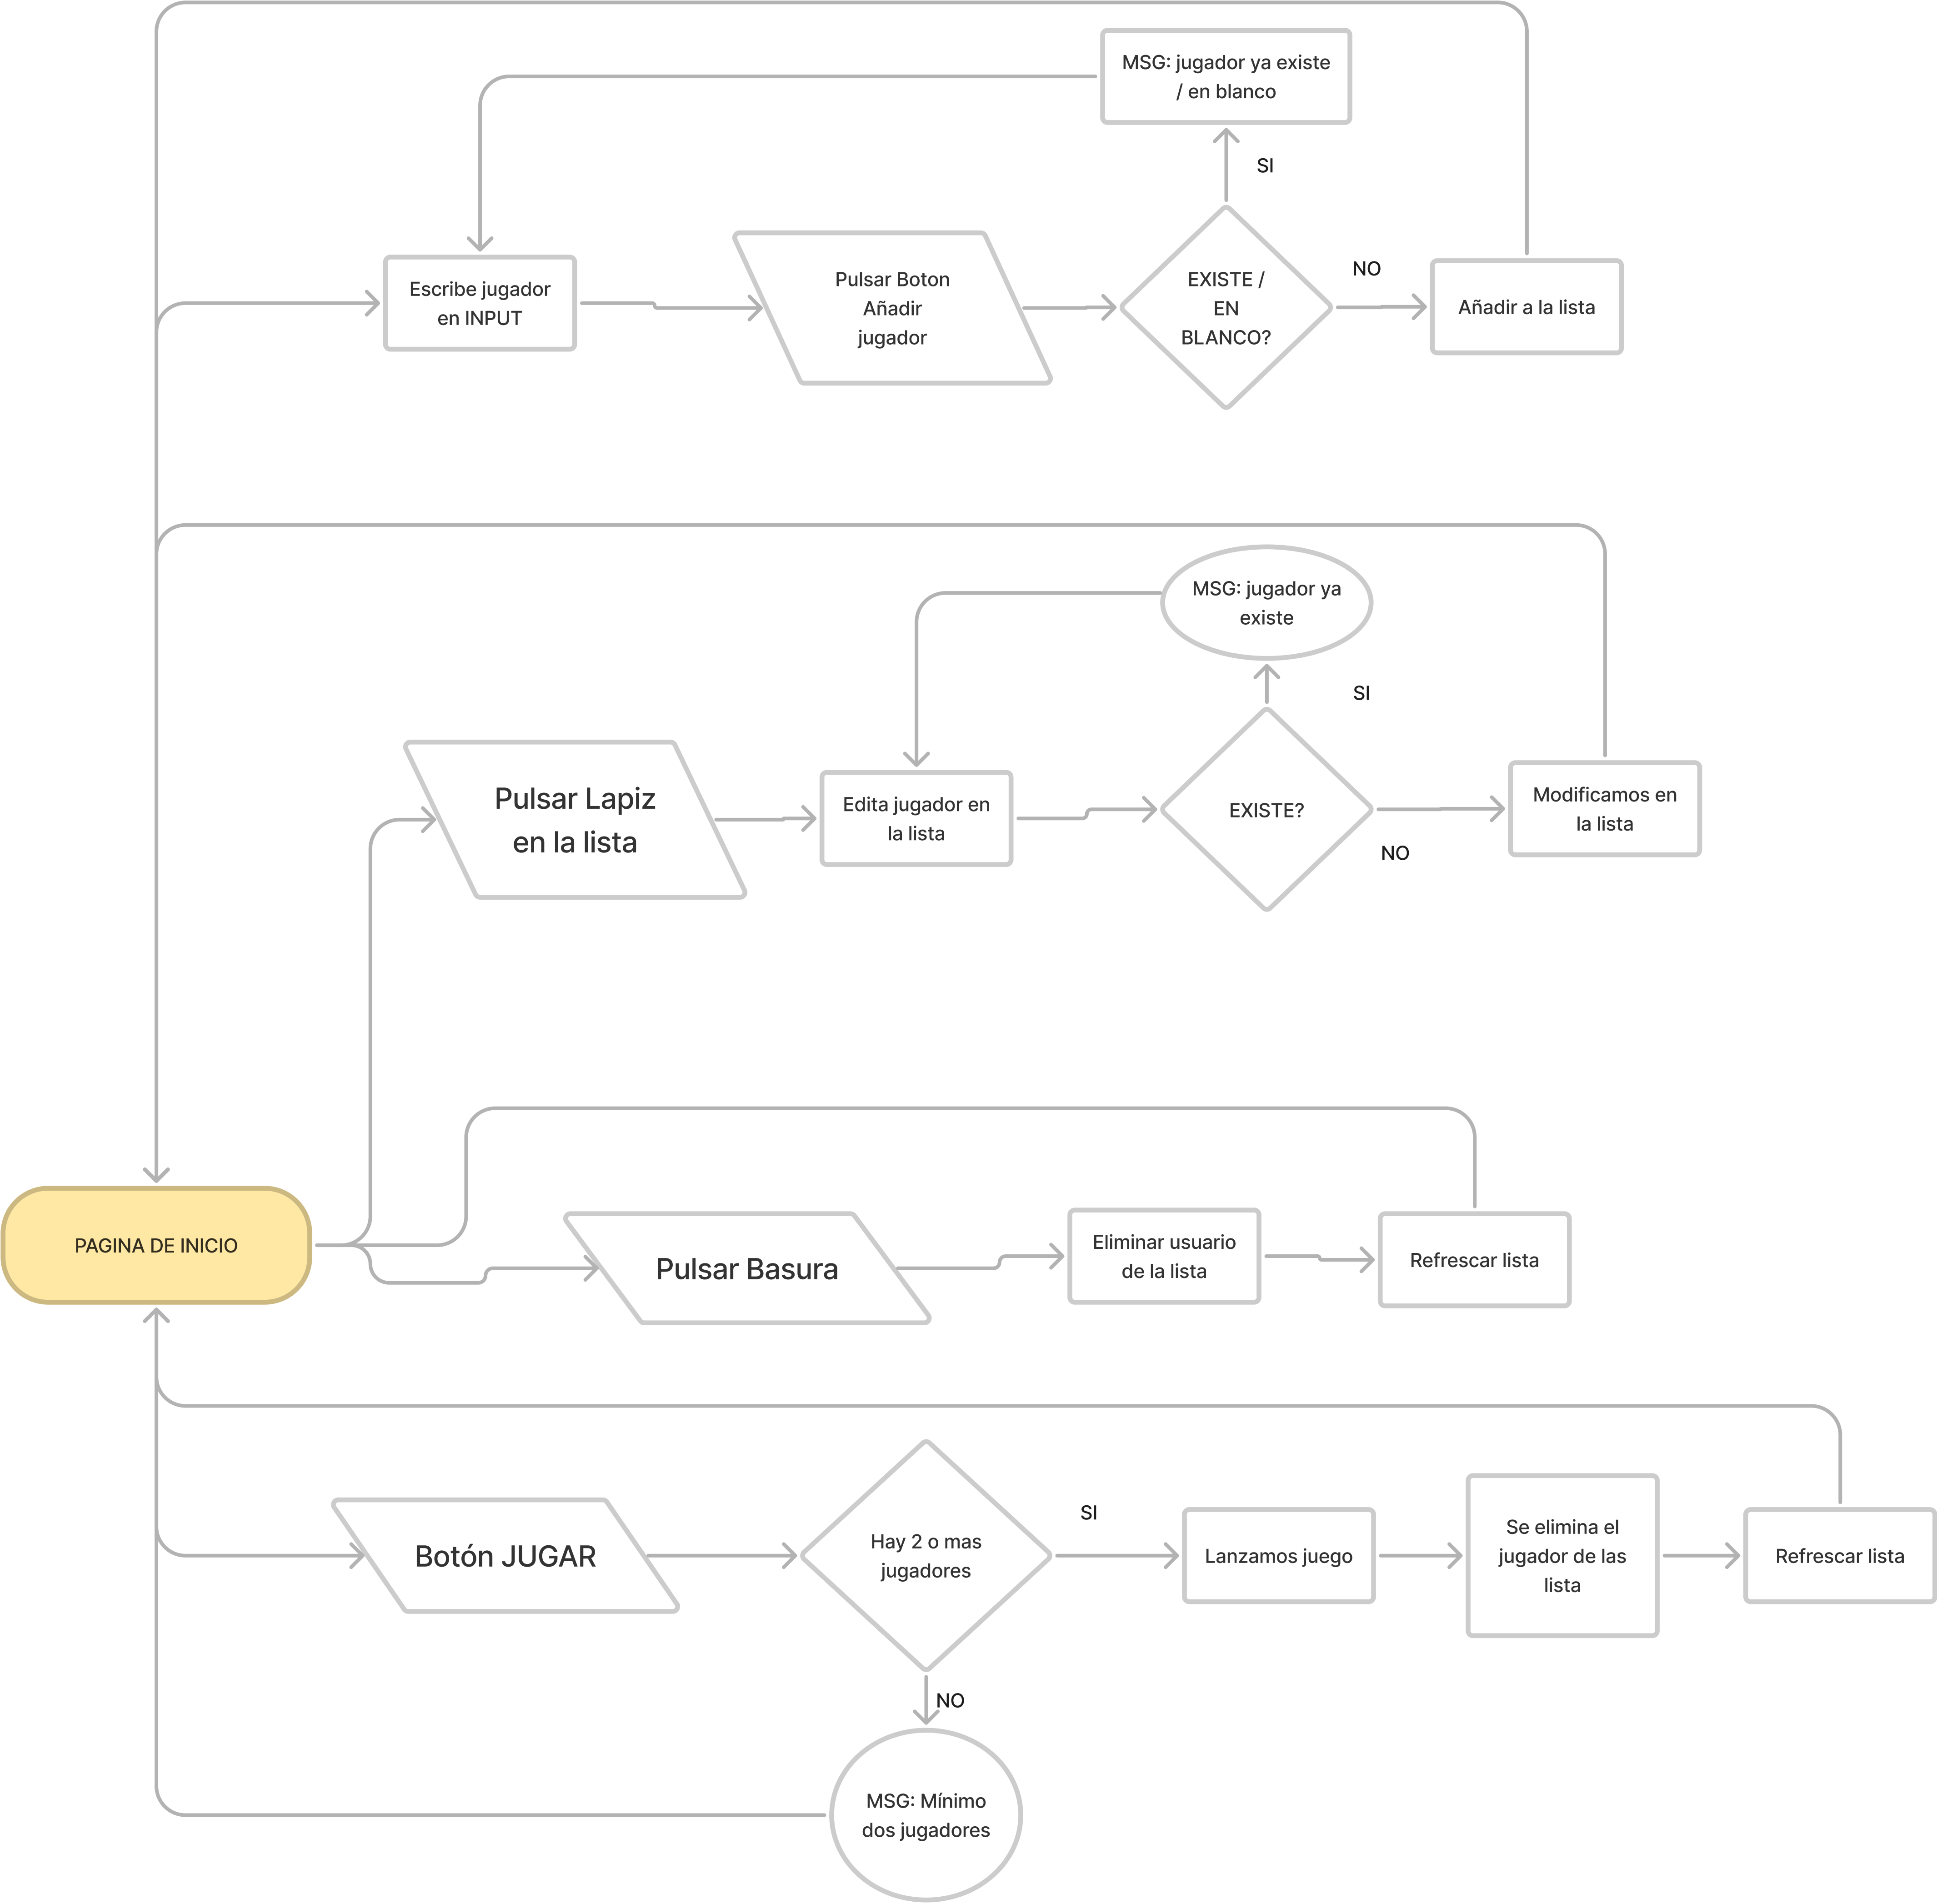 MSG: jugador ya existe
/ en blanco
SI
Escribe jugador
en INPUT
Pulsar Boton
Añadir
jugador
EXISTE /
EN
BLANCO?
NO
Añadir a la lista
MSG: jugador ya
existe
SI
Pulsar Lapiz
en la lista
Edita jugador en
la lista
EXISTE?
NO
Modificamos en
la lista
PAGINA DE INICIO
Pulsar Basura
Eliminar usuario
de la lista
Refrescar lista
Botón JUGAR
Hay 2 o mas
jugadores
SI
Lanzamos juego
Se elimina el
jugador de las
lista
Refrescar lista
NO
MSG: Mínimo
dos jugadores